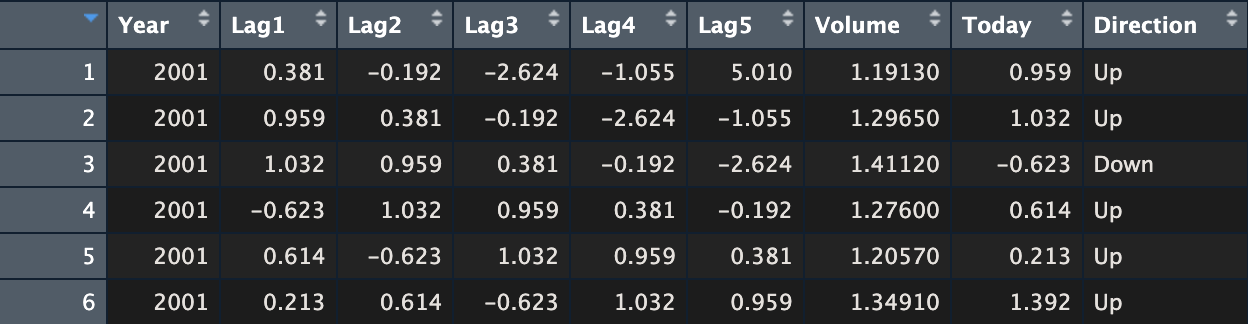 Year Lag1 Lag2 Lag3 Lag4 Lag5 Volume Today Direction
1 2001 0.381 −0.192 −2.624 −1.055 5.010 1.19130 0.959 Up
2 2001 0.959 0.381 −0.192 −2.624 −1.055 1.29650 1.032 Up
3 2001 1.032 0.959 0.381 −0.192 −2.624 1.41120 −0.623 Down
4 2001 −0.623 1.032 0.959 0.381 −0.192 1.27600 0.614 Up
5 2001 0.614 −0.623 1.032 0.959 0.381 1.20570 0.213 Up
6 2001 0.213 0.614 −0.623 1.032 0.959 1.34910 1.392 Up